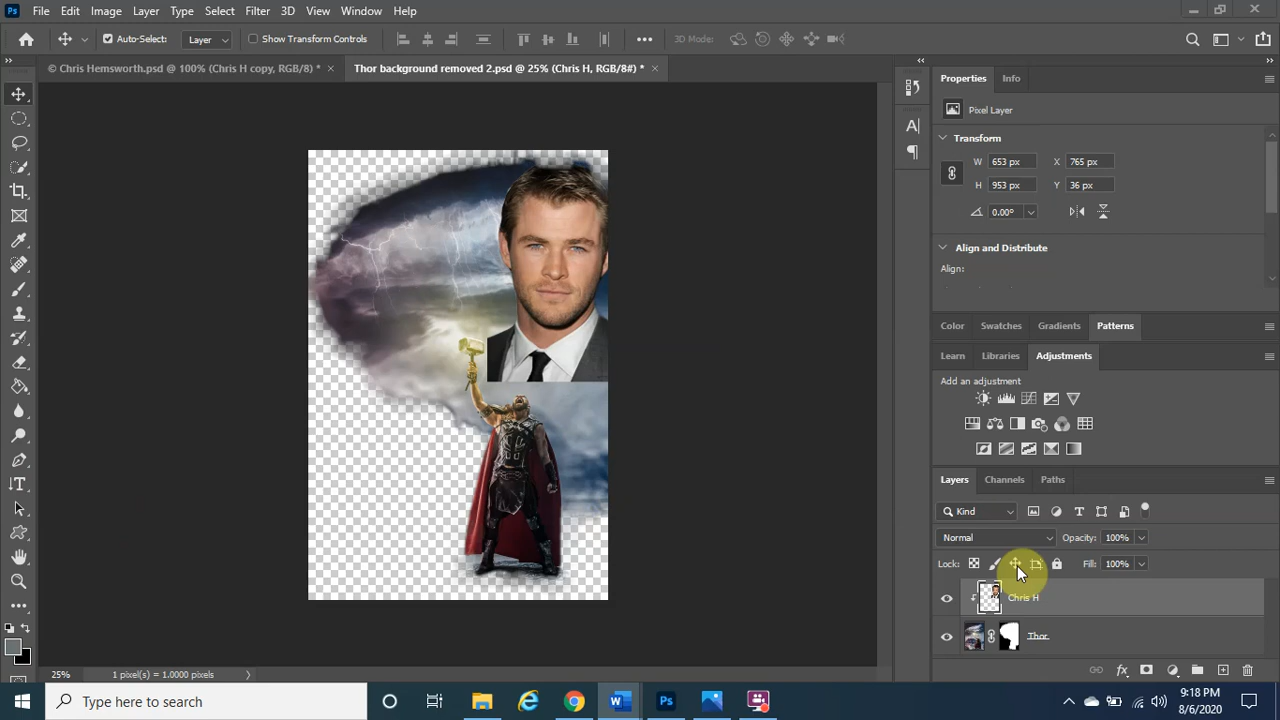 Ps File Edit Image Layer Type Select Filter 3D View Window Help
Auto-Select: Layer Show Transform Controls 3D Mode:
© Chris Hemsworth.psd @ 100% (Chris H copy, RGB/8) * × Thor background removed 2.psd @ 25% (Chris H, RGB/8#) * ×
Properties Info
Pixel Layer
Transform
W 653 px X 765 px
H 953 px Y 36 px
0.00°
Align and Distribute
Align:
Color Swatches Gradients Patterns
Learn Libraries Adjustments
Add an adjustment
Layers Channels Paths
Kind
Normal Opacity: 100%
Lock: Fill: 100%
Chris H
Thor
25% 1 pixel(s) = 1.0000 pixels
Type here to search
9:18 PM
8/6/2020